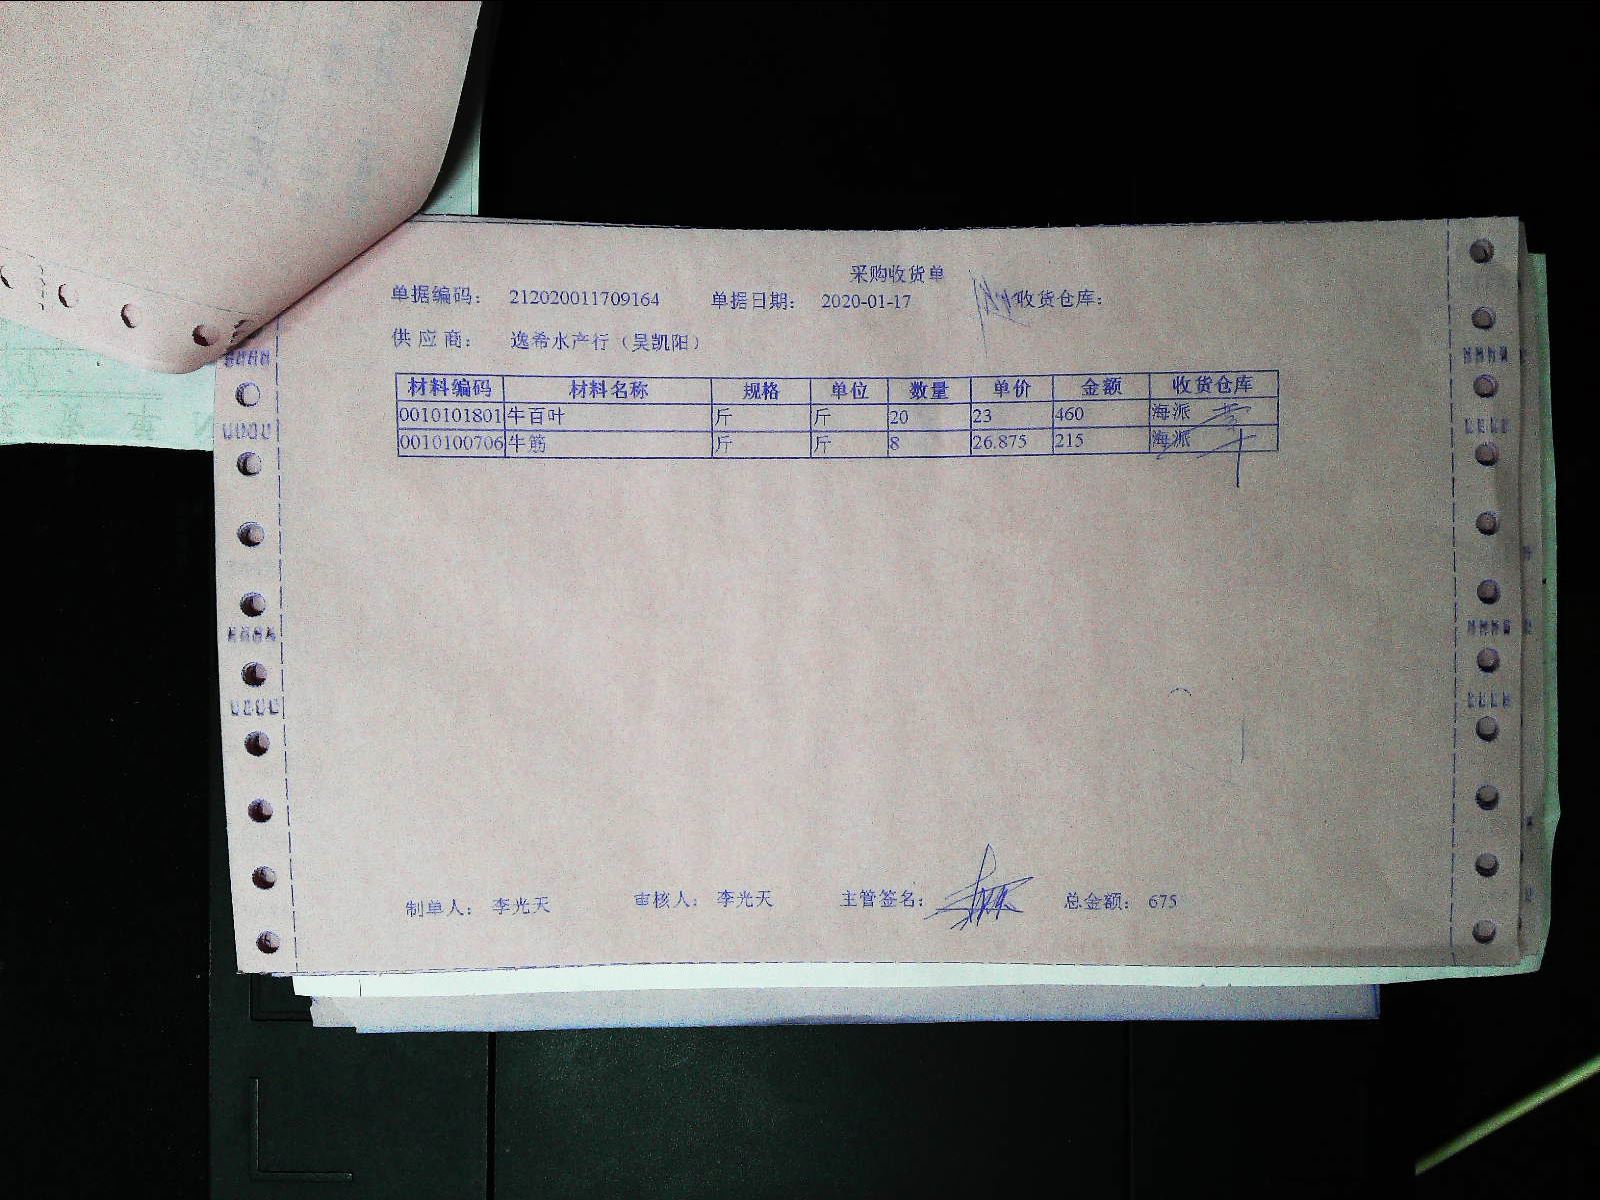 采购收货单
单据编码： 212020011709164 单据日期： 2020-01-17 收货仓库：
供 应 商： 逸希水产行（吴凯阳）
材料编码 材料名称 规格 单位 数量 单价 金额 收货仓库
0010101801 牛百叶 斤 斤 20 23 460 海派
0010100706 牛筋 斤 斤 8 26.875 215 海派
制单人： 李光天 审核人： 李光天 主管签名： 总金额： 675